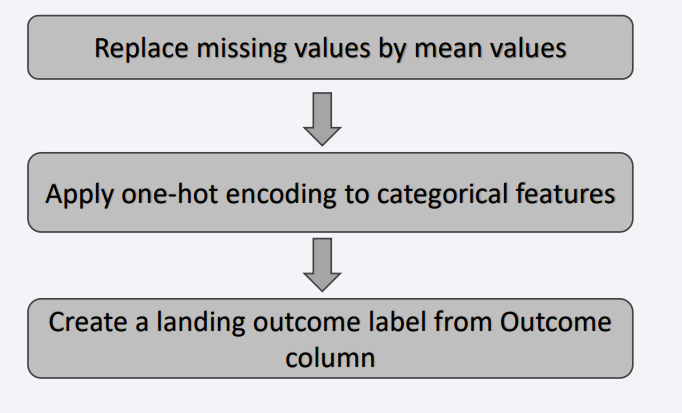 Replace missing values by mean values
Apply one-hot encoding to categorical features
Create a landing outcome label from Outcome
column